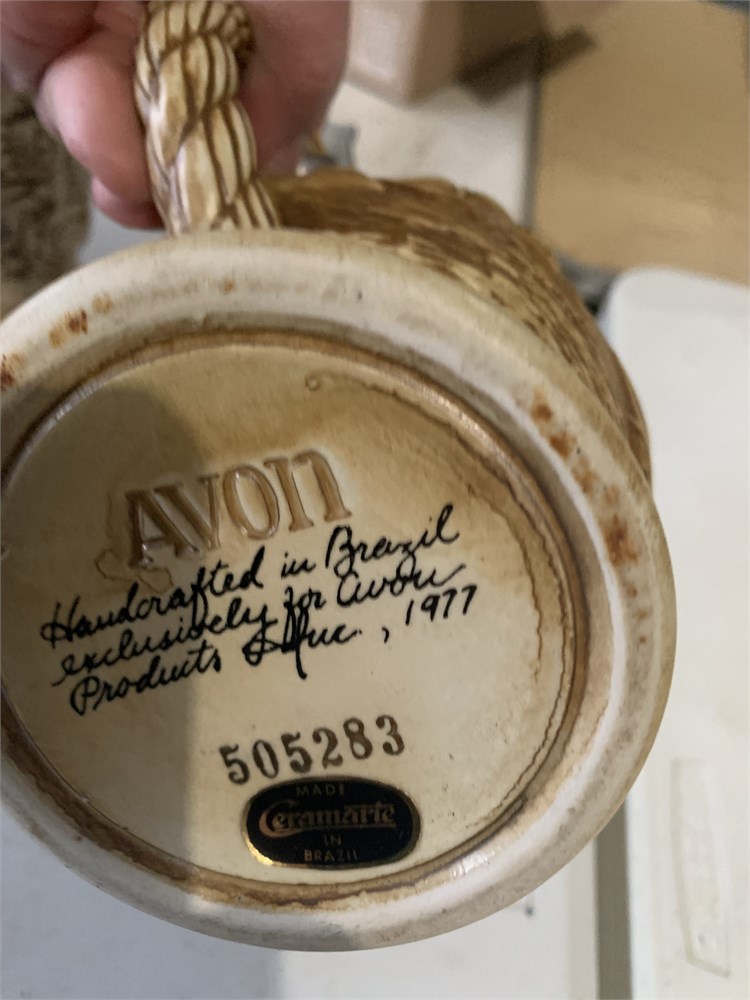 AVON
Handcrafted in Brazil
exclusively for Avon
Products Inc., 1977
505283
MADE
Ceramarte
IN
BRAZIL